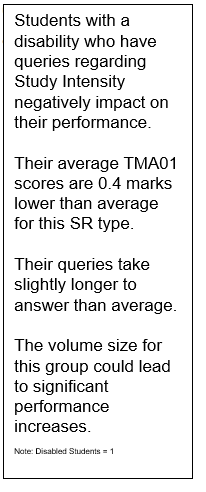 Students with a
disability who have
queries regarding
Study Intensity
negatively impact on
their performance.
Their average TMA01
scores are 0.4 marks
lower than average
for this SR type.
Their queries take
slightly longer to
answer than average.
The volume size for
this group could lead
to significant
performance
increases.
Note: Disabled Students = 1